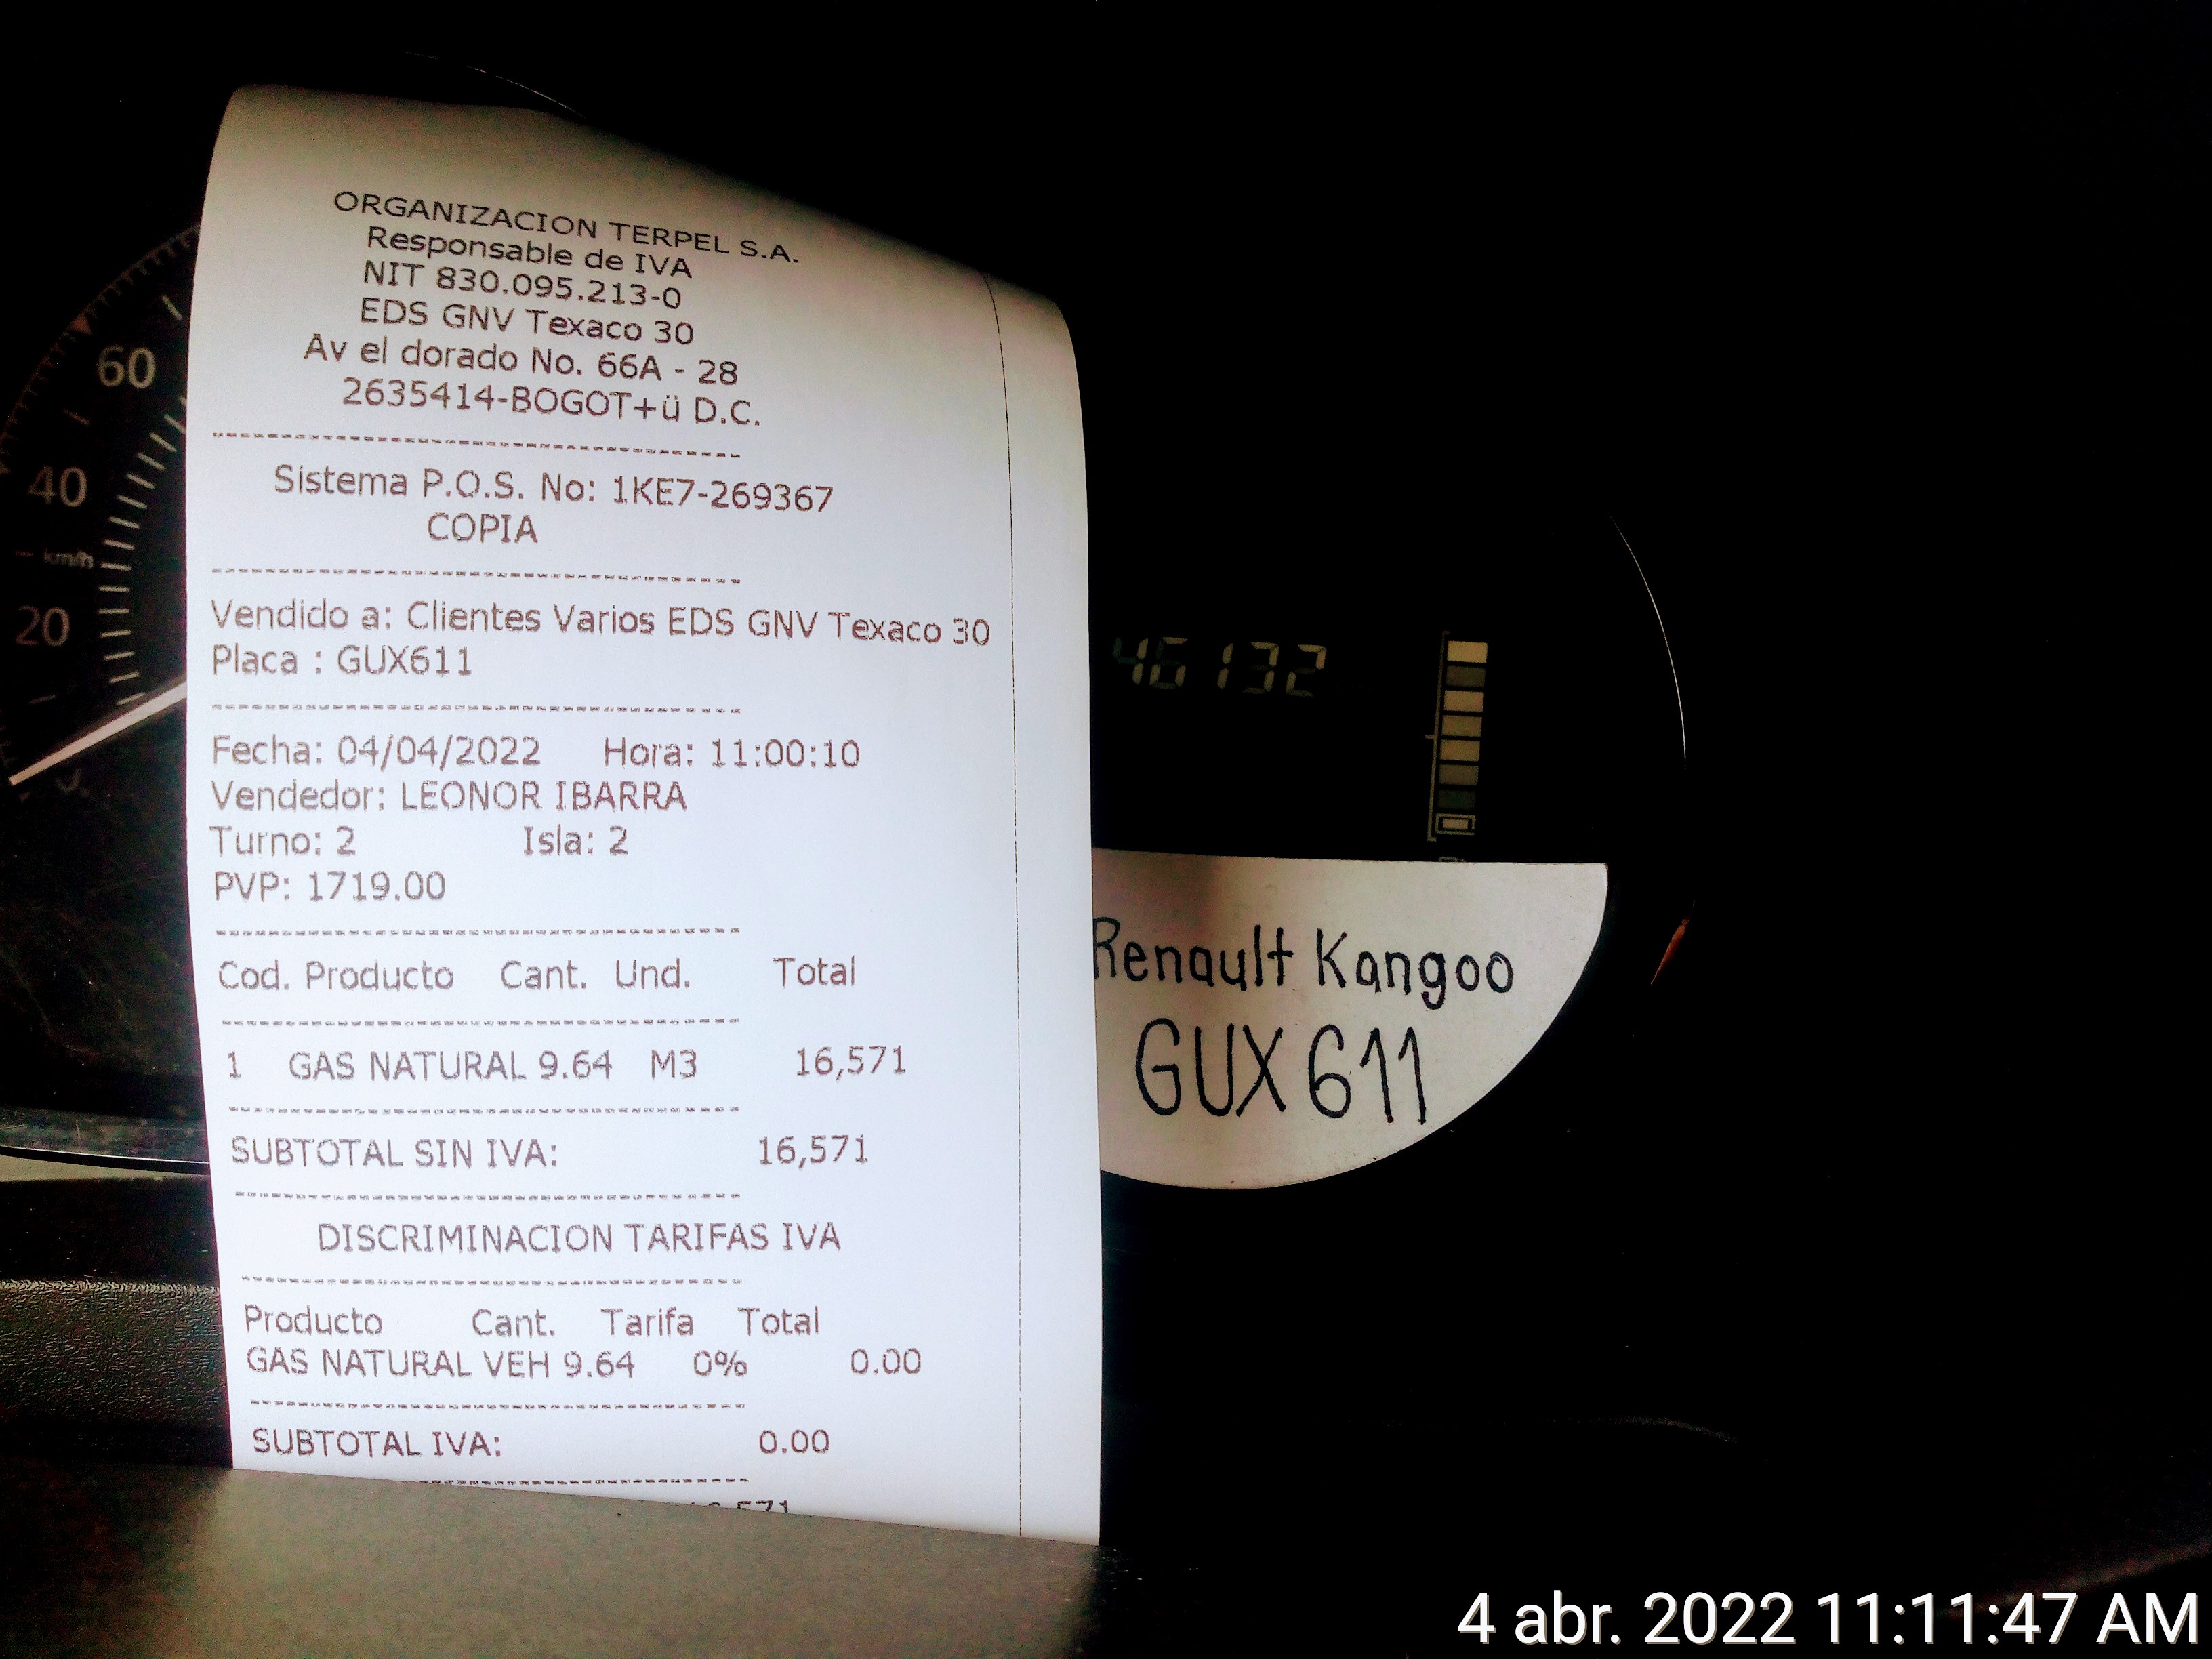 ORGANIZACION TERPEL S.A.
Responsable de IVA
NIT 830.095.213-0
EDS GNV Texaco 30
Av el dorado No. 66A - 28
2635414-BOGOT+ü D.C.
Sistema P.O.S. No: 1KE7-269367
COPIA
Vendido a: Clientes Varios EDS GNV Texaco 30
Placa : GUX611
Fecha: 04/04/2022 Hora: 11:00:10
Vendedor: LEONOR IBARRA
Turno: 2 Isla: 2
PVP: 1719.00
Cod. Producto Cant. Und. Total
1 GAS NATURAL 9.64 M3 16,571
SUBTOTAL SIN IVA: 16,571
DISCRIMINACION TARIFAS IVA
Producto Cant. Tarifa Total
GAS NATURAL VEH 9.64 0% 0.00
SUBTOTAL IVA: 0.00
60
40
km/h
20
46132
Renault Kangoo
GUX 611
4 abr. 2022 11:11:47 AM